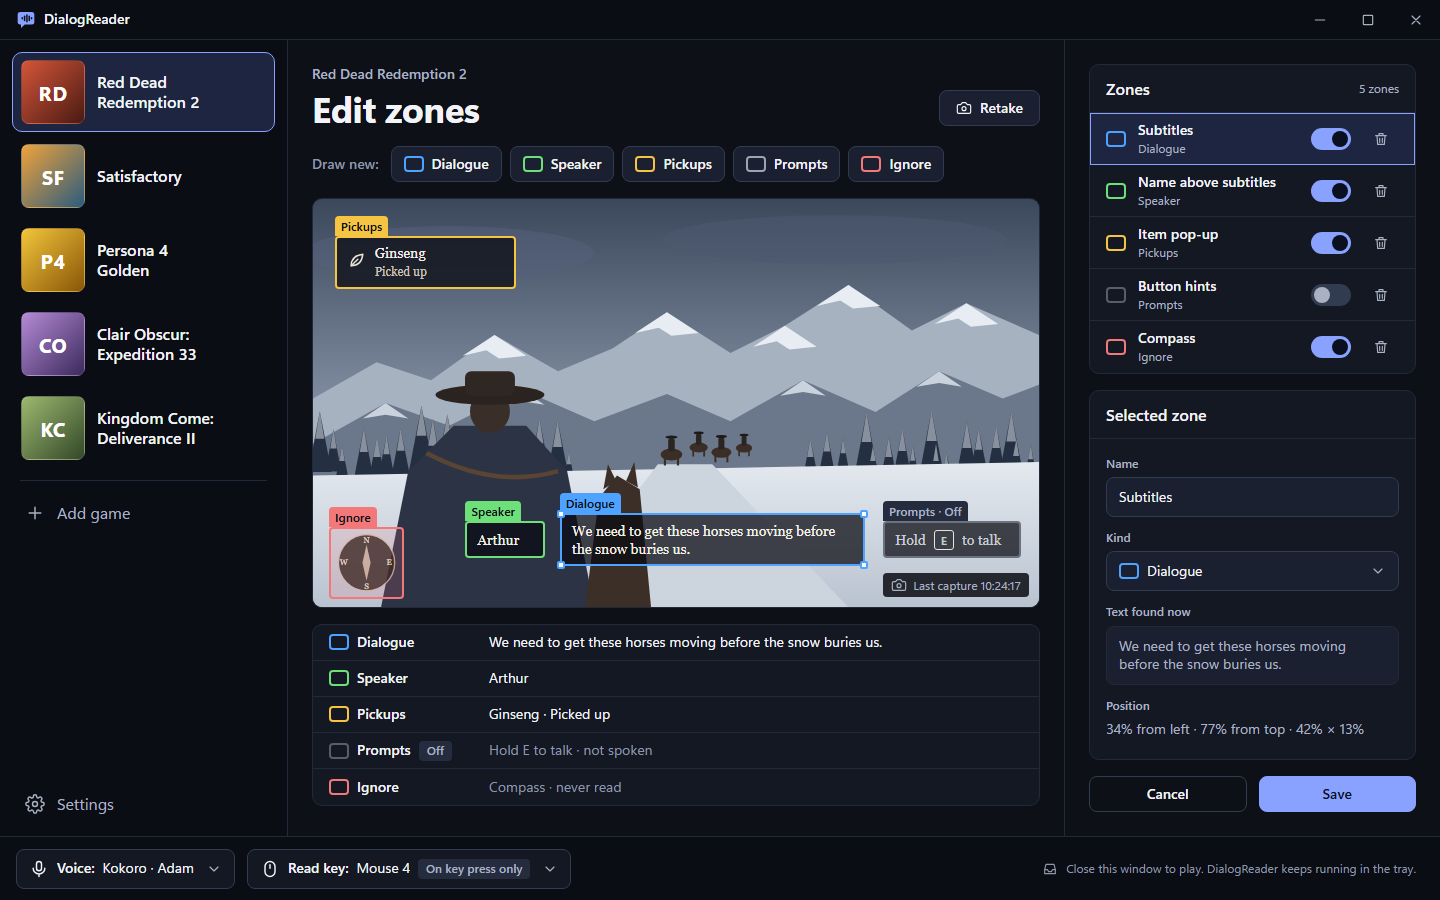 DialogReader
RD
Red Dead
Redemption 2
SF
Satisfactory
P4
Persona 4
Golden
CO
Clair Obscur:
Expedition 33
KC
Kingdom Come:
Deliverance II
Add game
Settings
Red Dead Redemption 2
Edit zones
Retake
Draw new:
Dialogue
Speaker
Pickups
Prompts
Ignore
Pickups
Ginseng
Picked up
Ignore
N
W
E
S
Speaker
Arthur
Dialogue
We need to get these horses moving before
the snow buries us.
Prompts · Off
Hold E to talk
Last capture 10:24:17
Dialogue We need to get these horses moving before the snow buries us.
Speaker Arthur
Pickups Ginseng · Picked up
Prompts Off Hold E to talk · not spoken
Ignore Compass · never read
Zones 5 zones
Subtitles
Dialogue
Name above subtitles
Speaker
Item pop-up
Pickups
Button hints
Prompts
Compass
Ignore
Selected zone
Name
Subtitles
Kind
Dialogue
Text found now
We need to get these horses moving
before the snow buries us.
Position
34% from left · 77% from top · 42% × 13%
Cancel
Save
Voice: Kokoro · Adam
Read key: Mouse 4 On key press only
Close this window to play. DialogReader keeps running in the tray.